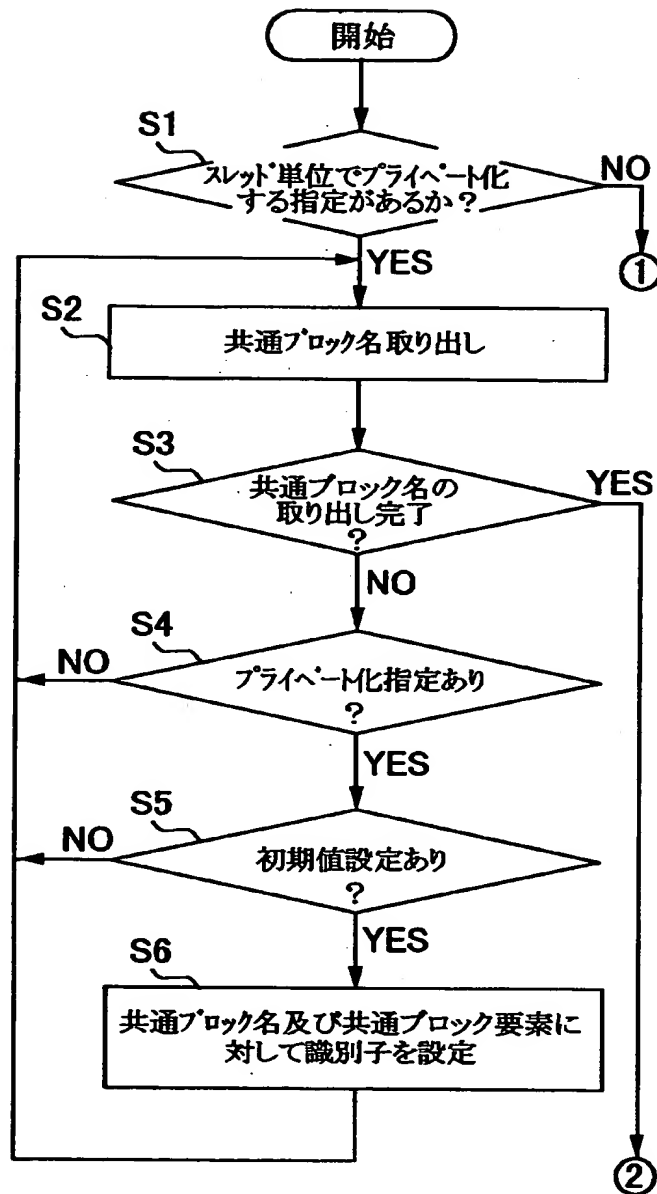 開始
S1
スレッド単位でプライベート化
する指定があるか？
NO
①
YES
S2
共通ブロック名取り出し
S3
共通ブロック名の
取り出し完了
？
YES
NO
S4
NO
プライベート化指定あり
？
YES
S5
NO
初期値設定あり
？
YES
S6
共通ブロック名及び共通ブロック要素に
対して識別子を設定
②